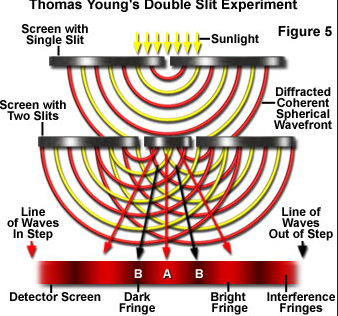 Thomas Young's Double Slit Experiment
Figure 5
Screen with
Single Slit
Sunlight
Diffracted
Coherent
Spherical
Wavefront
Screen with
Two Slits
Line
of Waves
In Step
Line of
Waves
Out of Step
B A B
Detector Screen
Dark
Fringe
Bright
Fringe
Interference
Fringes